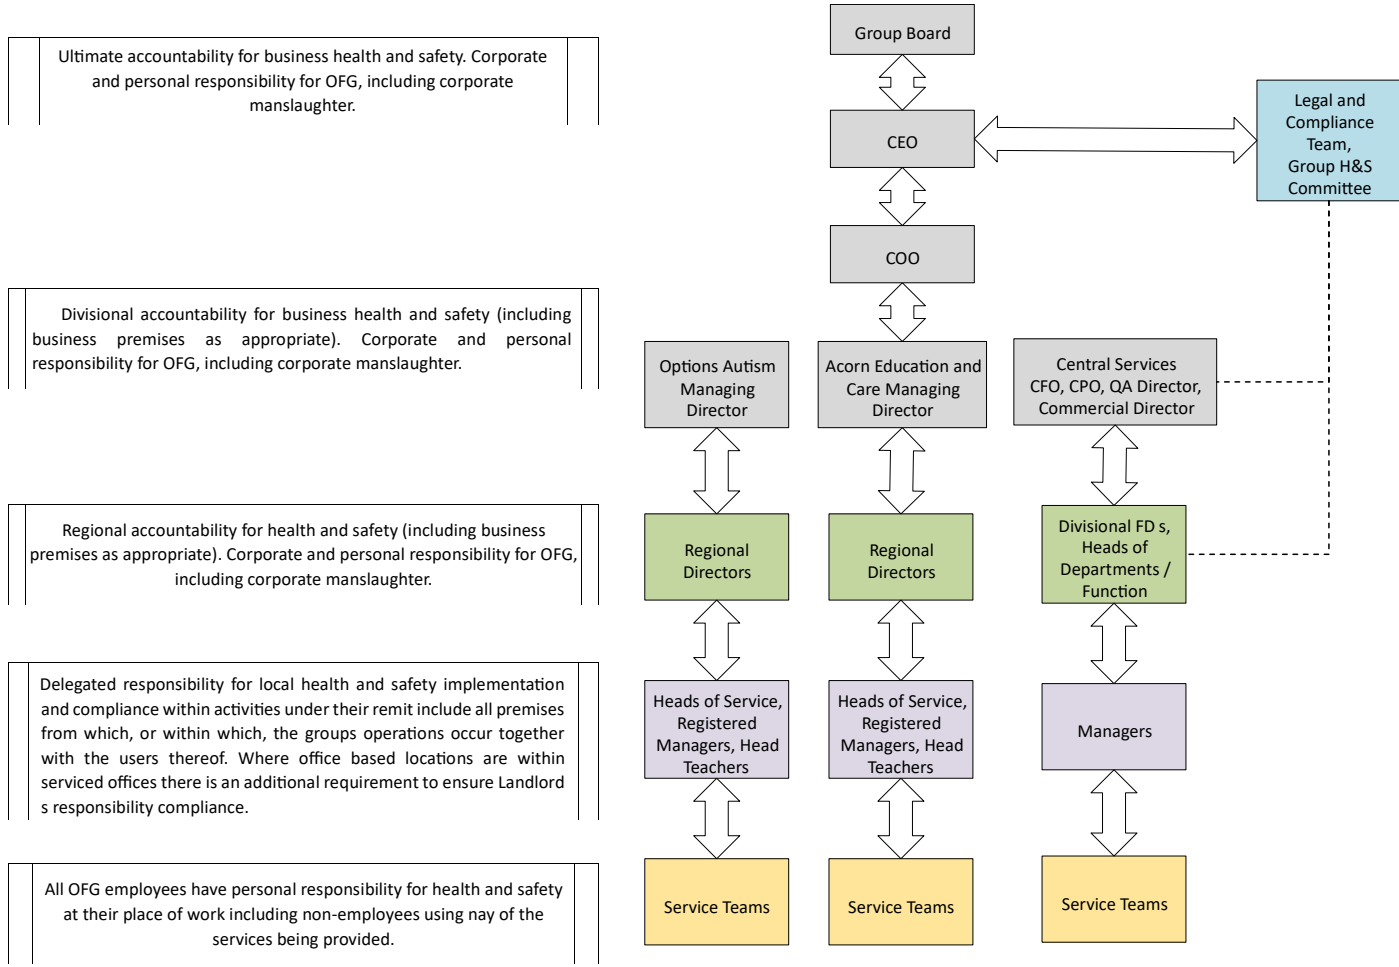 Group Board
Ultimate accountability for business health and safety. Corporate
and personal responsibility for OFG, including corporate
manslaughter.
CEO
Legal and
Compliance
Team,
Group H&S
Committee
COO
Divisional accountability for business health and safety (including
business premises as appropriate). Corporate and personal
responsibility for OFG, including corporate manslaughter.
Options Autism
Managing
Director
Acorn Education and
Care Managing
Director
Central Services
CFO, CPO, QA Director,
Commercial Director
Regional accountability for health and safety (including business
premises as appropriate). Corporate and personal responsibility for OFG,
including corporate manslaughter.
Regional
Directors
Regional
Directors
Divisional FD s,
Heads of
Departments /
Function
Delegated responsibility for local health and safety implementation
and compliance within activities under their remit include all premises
from which, or within which, the groups operations occur together
with the users thereof. Where office based locations are within
serviced offices there is an additional requirement to ensure Landlord
s responsibility compliance.
Heads of Service,
Registered
Managers, Head
Teachers
Heads of Service,
Registered
Managers, Head
Teachers
Managers
All OFG employees have personal responsibility for health and safety
at their place of work including non-employees using nay of the
services being provided.
Service Teams
Service Teams
Service Teams